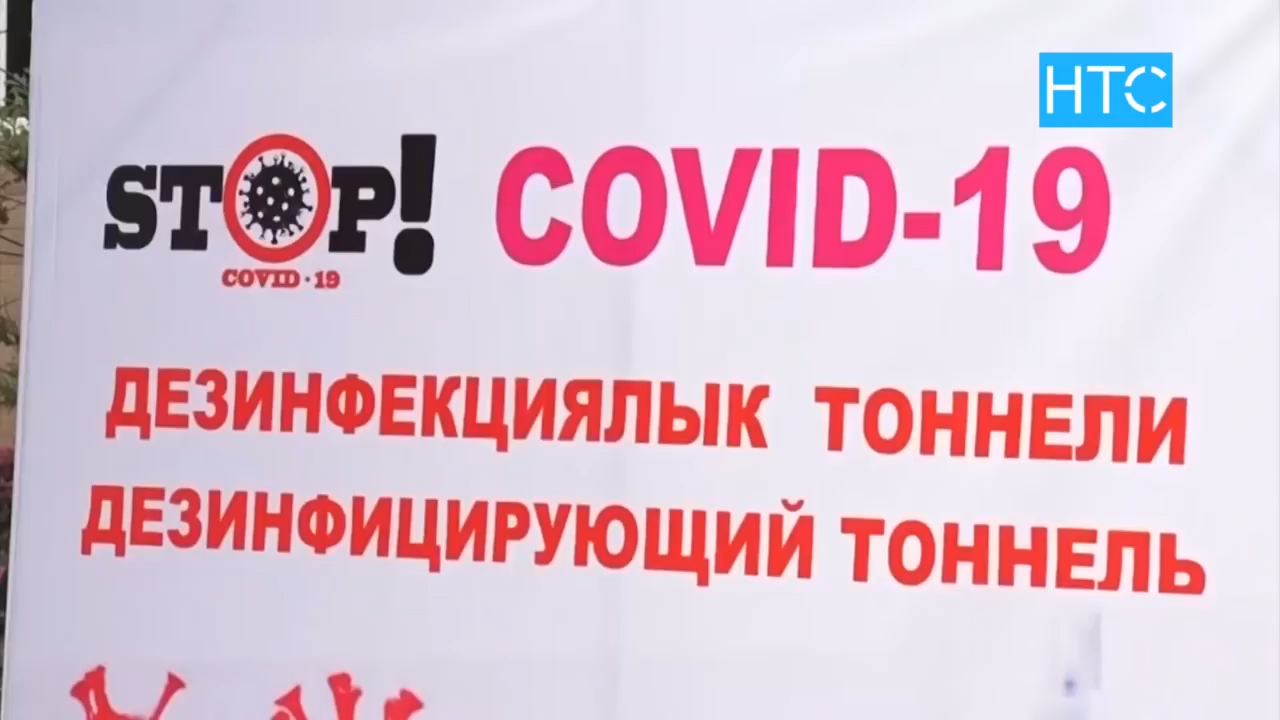 НТС
STOP! COVID-19
COVID · 19
ДЕЗИНФЕКЦИЯЛЫК ТОННЕЛИ
ДЕЗИНФИЦИРУЮЩИЙ ТОННЕЛЬ